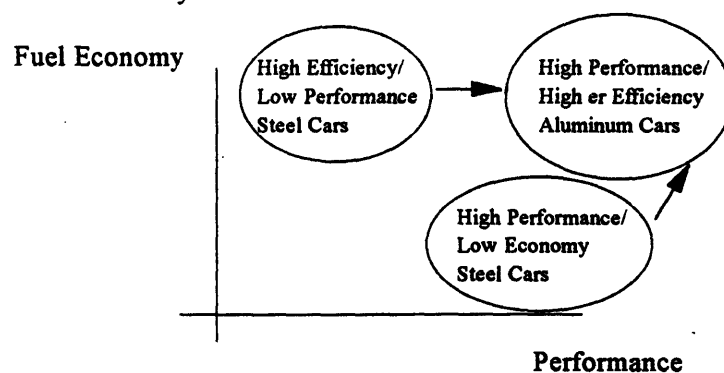 Fuel Economy
High Efficiency/
Low Performance
Steel Cars
High Performance/
High er Efficiency
Aluminum Cars
High Performance/
Low Economy
Steel Cars
Performance